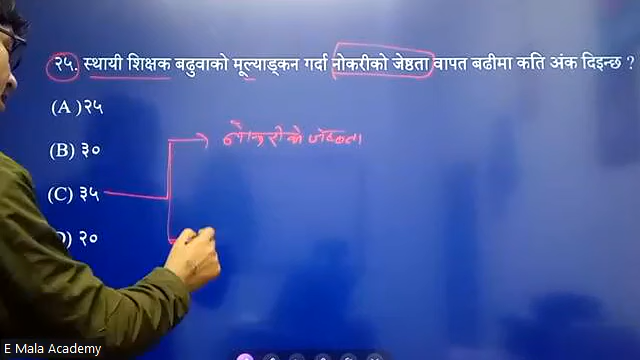 २५. स्थायी शिक्षक बढुवाको मूल्याङ्कन गर्दा नोकरीको जेष्ठता वापत बढीमा कति अंक दिइन्छ ?
(A ) २५
नोकरीको जेष्ठता
(B) ३०
(C) ३५
D) २०
E Mala Academy